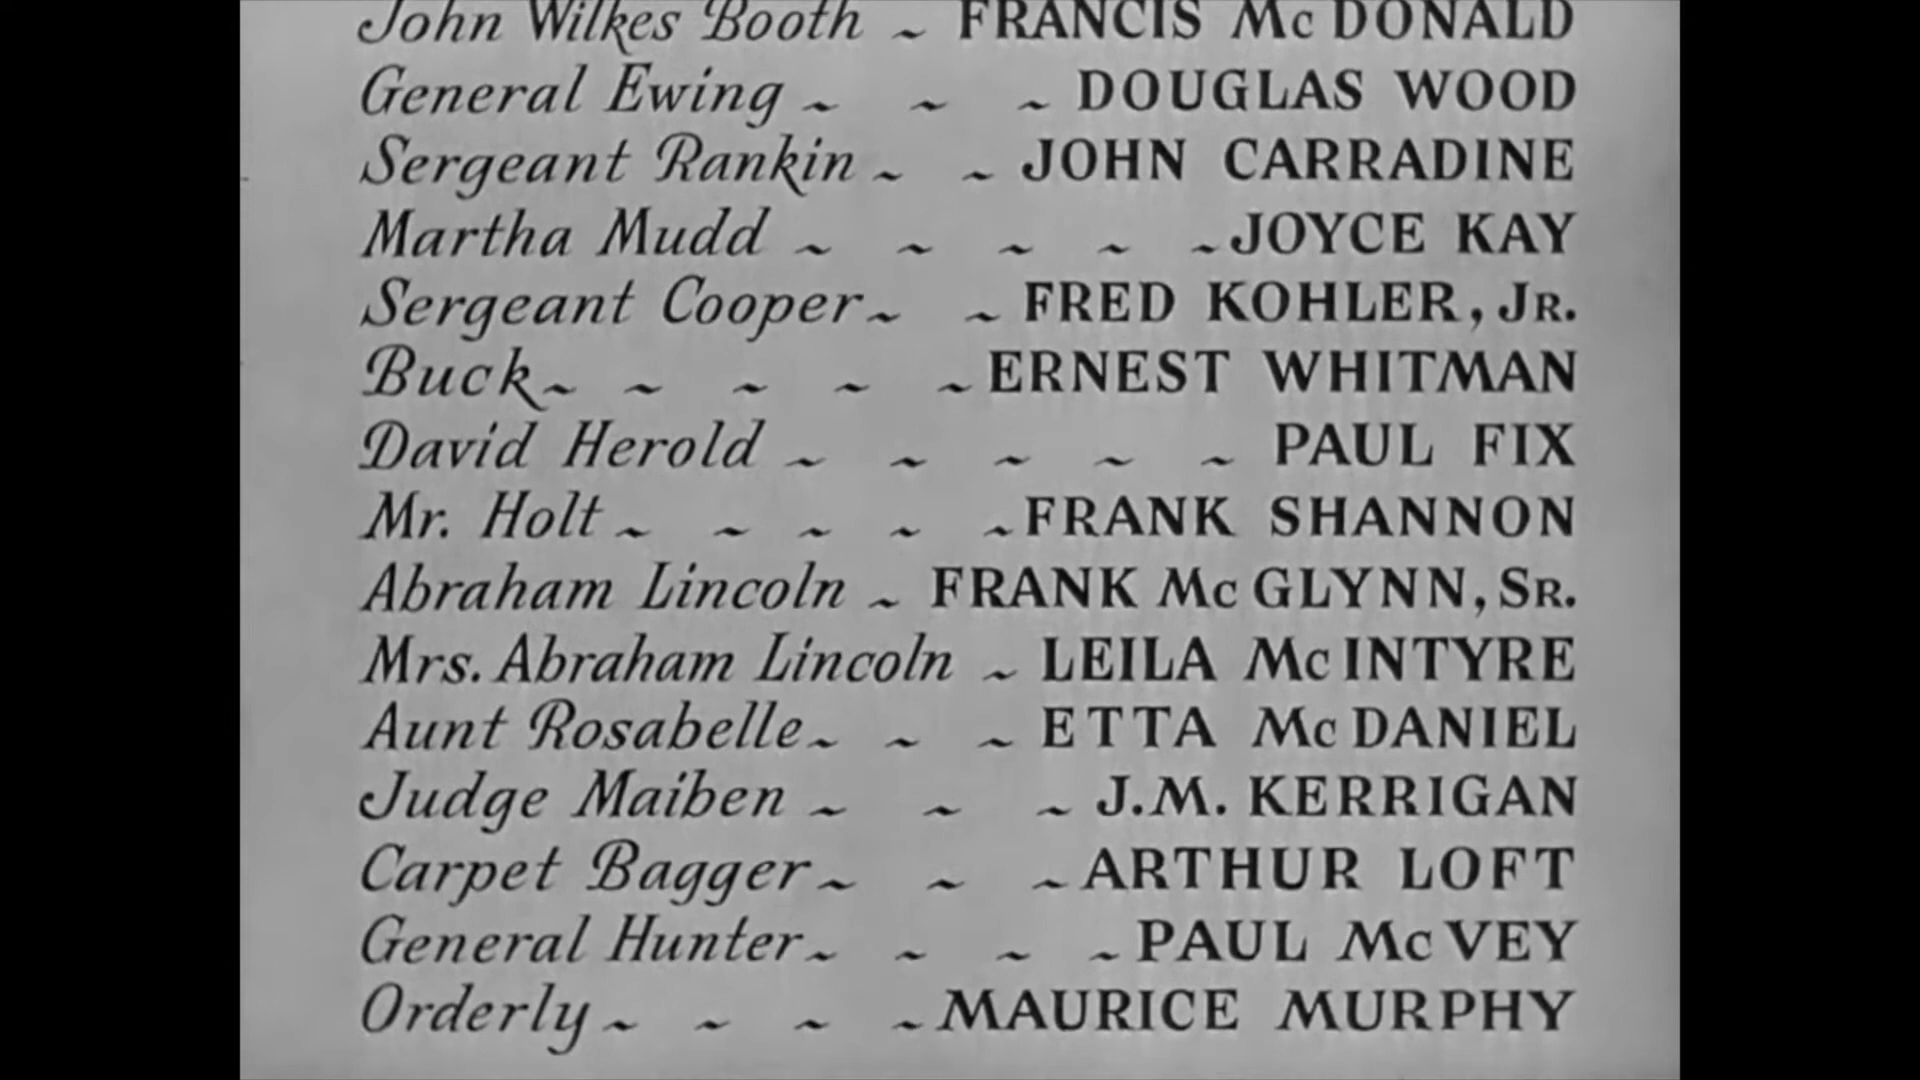 John Wilkes Booth ~ FRANCIS McDONALD
General Ewing ~ ~ ~ DOUGLAS WOOD
Sergeant Rankin ~ ~ JOHN CARRADINE
Martha Mudd ~ ~ ~ ~ ~ JOYCE KAY
Sergeant Cooper ~ ~ FRED KOHLER, JR.
Buck ~ ~ ~ ~ ~ ERNEST WHITMAN
David Herold ~ ~ ~ ~ ~ PAUL FIX
Mr. Holt ~ ~ ~ ~ ~ FRANK SHANNON
Abraham Lincoln ~ FRANK McGLYNN, SR.
Mrs. Abraham Lincoln ~ LEILA McINTYRE
Aunt Rosabelle ~ ~ ~ ETTA McDANIEL
Judge Maiben ~ ~ ~ J.M. KERRIGAN
Carpet Bagger ~ ~ ~ ARTHUR LOFT
General Hunter ~ ~ ~ ~ PAUL McVEY
Orderly ~ ~ ~ ~ MAURICE MURPHY